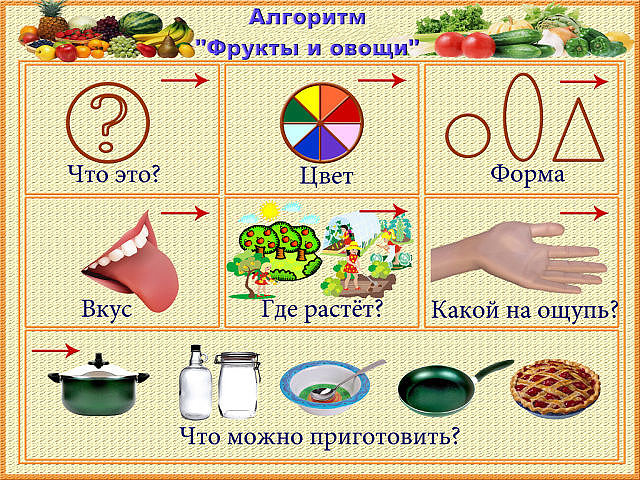 Алгоритм
"Фрукты и овощи"
Что это?
Цвет
Форма
Вкус
Где растёт?
Какой на ощупь?
Что можно приготовить?